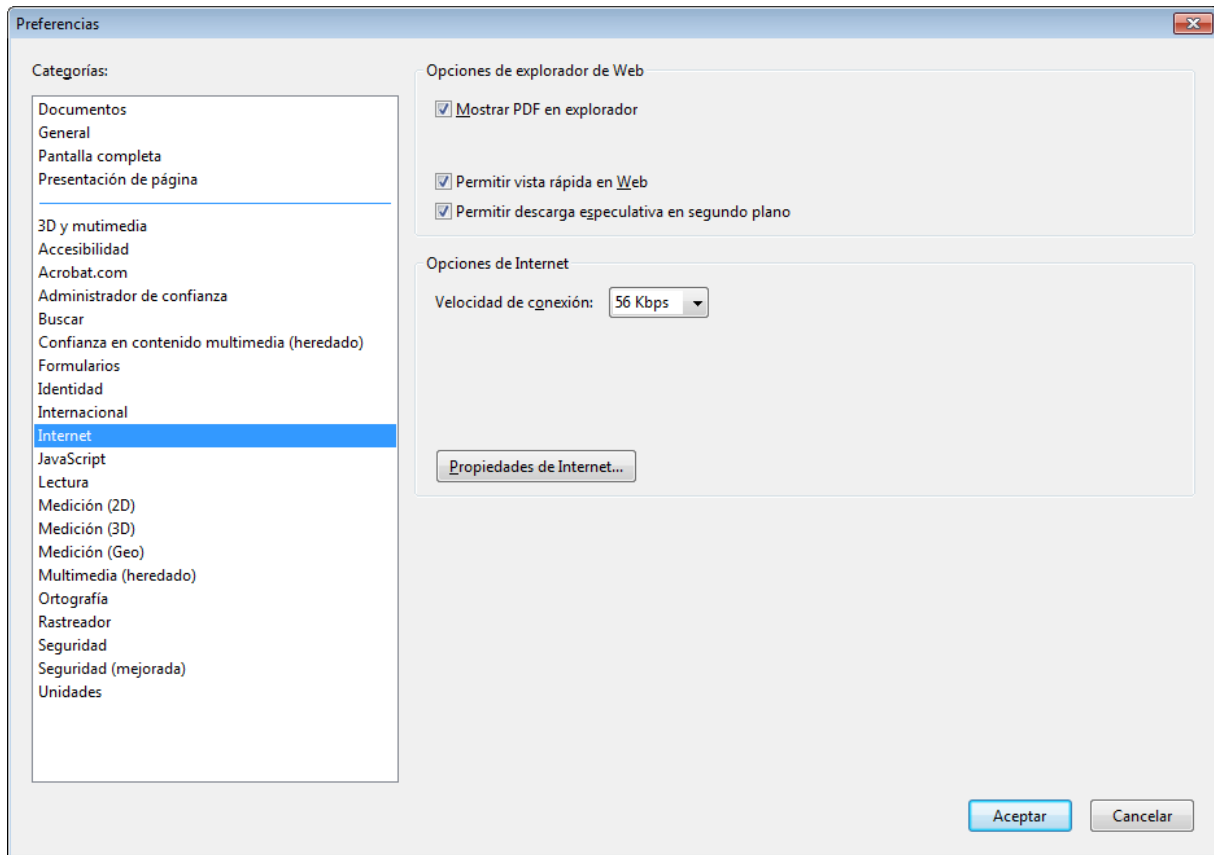 Preferencias
Categorías:
Documentos
General
Pantalla completa
Presentación de página
3D y mutimedia
Accesibilidad
Acrobat.com
Administrador de confianza
Buscar
Confianza en contenido multimedia (heredado)
Formularios
Identidad
Internacional
Internet
JavaScript
Lectura
Medición (2D)
Medición (3D)
Medición (Geo)
Multimedia (heredado)
Ortografía
Rastreador
Seguridad
Seguridad (mejorada)
Unidades
Opciones de explorador de Web
Mostrar PDF en explorador
Permitir vista rápida en Web
Permitir descarga especulativa en segundo plano
Opciones de Internet
Velocidad de conexión: 56 Kbps
Propiedades de Internet...
Aceptar Cancelar